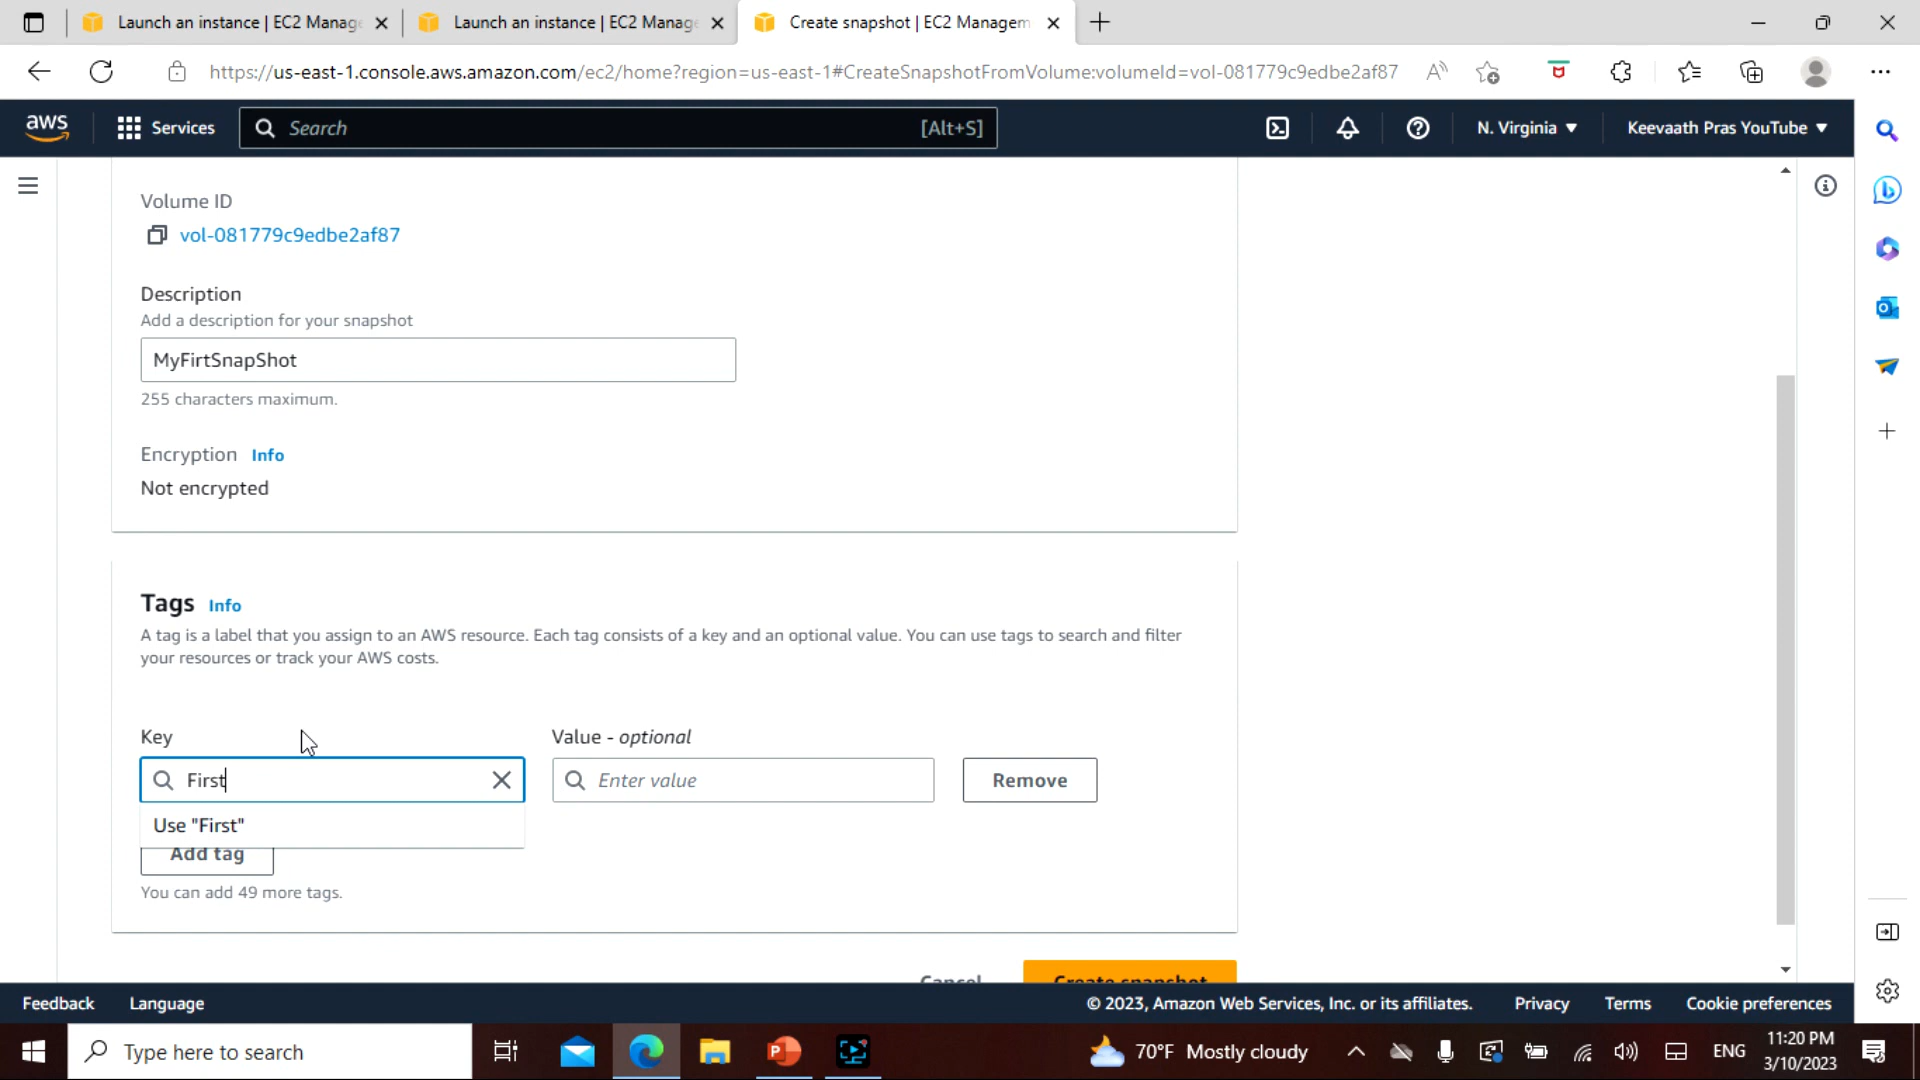 Launch an instance | EC2 Manage
Launch an instance | EC2 Manage
Create snapshot | EC2 Managem
https://us-east-1.console.aws.amazon.com/ec2/home?region=us-east-1#CreateSnapshotFromVolume:volumeId=vol-081779c9edbe2af87
aws
Services
Search
[Alt+S]
N. Virginia
Keevaath Pras YouTube
Volume ID
vol-081779c9edbe2af87
Description
Add a description for your snapshot
MyFirtSnapShot
255 characters maximum.
Encryption Info
Not encrypted
Tags Info
A tag is a label that you assign to an AWS resource. Each tag consists of a key and an optional value. You can use tags to search and filter
your resources or track your AWS costs.
Key
Value - optional
First
Enter value
Remove
Use "First"
Add tag
You can add 49 more tags.
Cancel
Create snapshot
Feedback
Language
© 2023, Amazon Web Services, Inc. or its affiliates.
Privacy
Terms
Cookie preferences
Type here to search
70°F Mostly cloudy
ENG
11:20 PM
3/10/2023